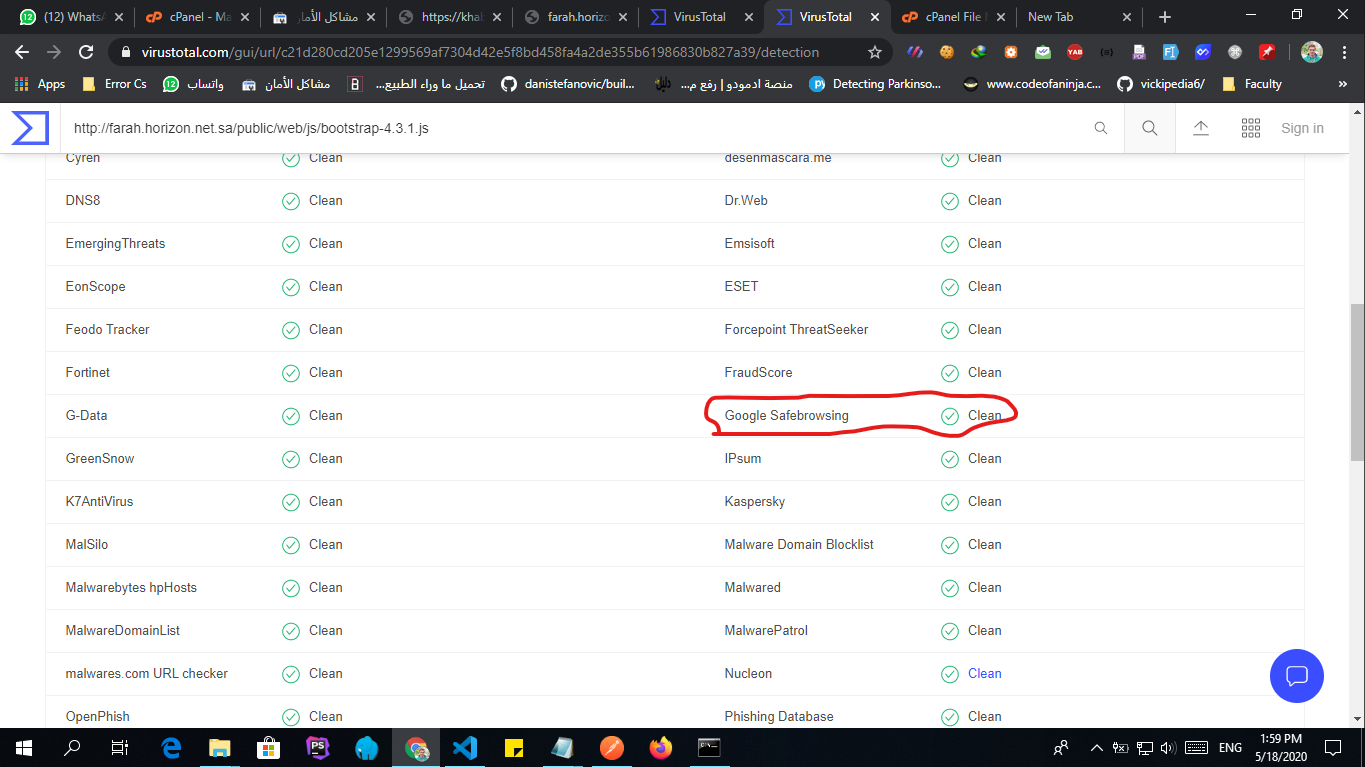 (12) WhatsA
cPanel - Ma
مشاكل الأمان
https://khal
farah.horizo
VirusTotal
VirusTotal
cPanel File M
New Tab
virustotal.com/gui/url/c21d280cd205e1299569af7304d42e5f8bd458fa4a2de355b61986830b827a39/detection
Apps
Error Cs
واتساب
مشاكل الأمان
تحميل ما وراء الطبيع...
danistefanovic/buil...
منصة ادمودو | رفع م...
Detecting Parkinso...
www.codeofaninja.c...
vickipedia6/
Faculty
»
http://farah.horizon.net.sa/public/web/js/bootstrap-4.3.1.js
Sign in
Cyren Clean desenmascara.me Clean
DNS8 Clean Dr.Web Clean
EmergingThreats Clean Emsisoft Clean
EonScope Clean ESET Clean
Feodo Tracker Clean Forcepoint ThreatSeeker Clean
Fortinet Clean FraudScore Clean
G-Data Clean Google Safebrowsing Clean
GreenSnow Clean IPsum Clean
K7AntiVirus Clean Kaspersky Clean
MalSilo Clean Malware Domain Blocklist Clean
Malwarebytes hpHosts Clean Malwared Clean
MalwareDomainList Clean MalwarePatrol Clean
malwares.com URL checker Clean Nucleon Clean
OpenPhish Clean Phishing Database Clean
ENG
1:59 PM
5/18/2020